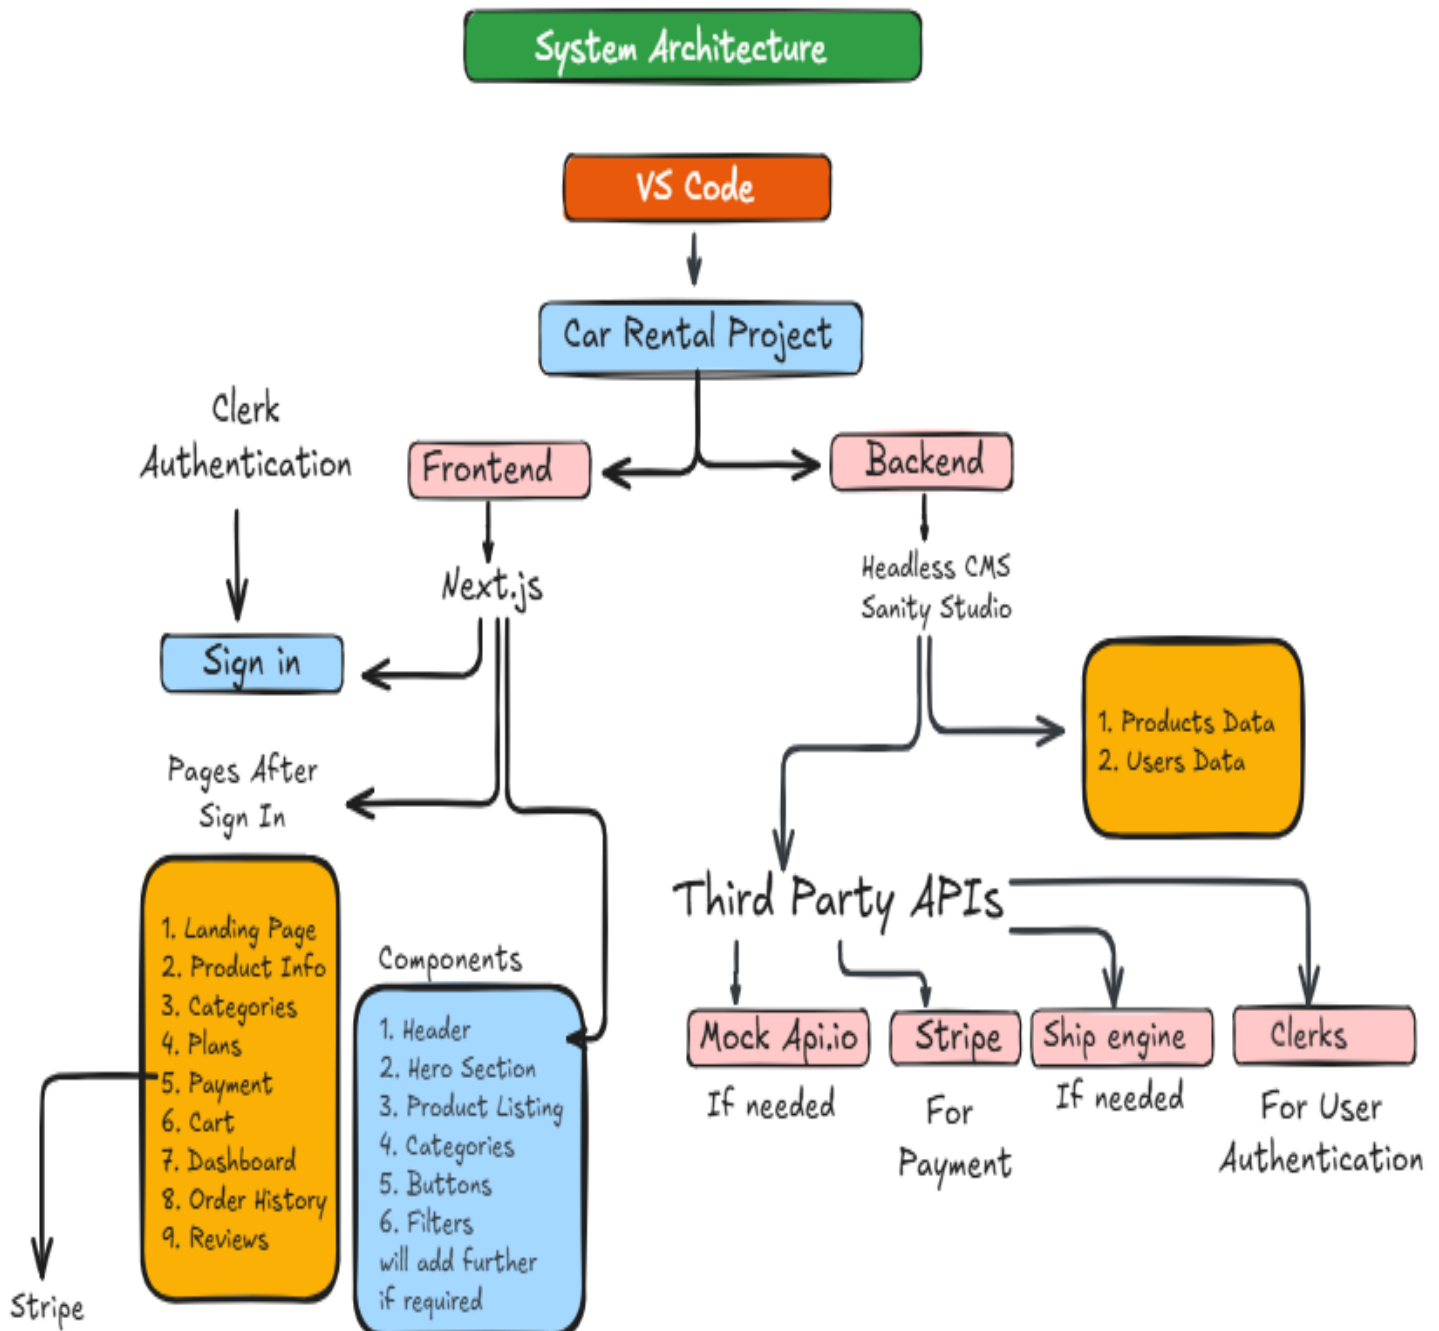 System Architecture
VS Code
Car Rental Project
Clerk
Authentication
Frontend
Backend
Next.js
Headless CMS
Sanity Studio
Sign in
1. Products Data
2. Users Data
Pages After
Sign In
1. Landing Page
2. Product Info
3. Categories
4. Plans
5. Payment
6. Cart
7. Dashboard
8. Order History
9. Reviews
Stripe
Components
1. Header
2. Hero Section
3. Product Listing
4. Categories
5. Buttons
6. Filters
will add further
if required
Third Party APIs
Mock Api.io
If needed
Stripe
For
Payment
Ship engine
If needed
Clerks
For User
Authentication